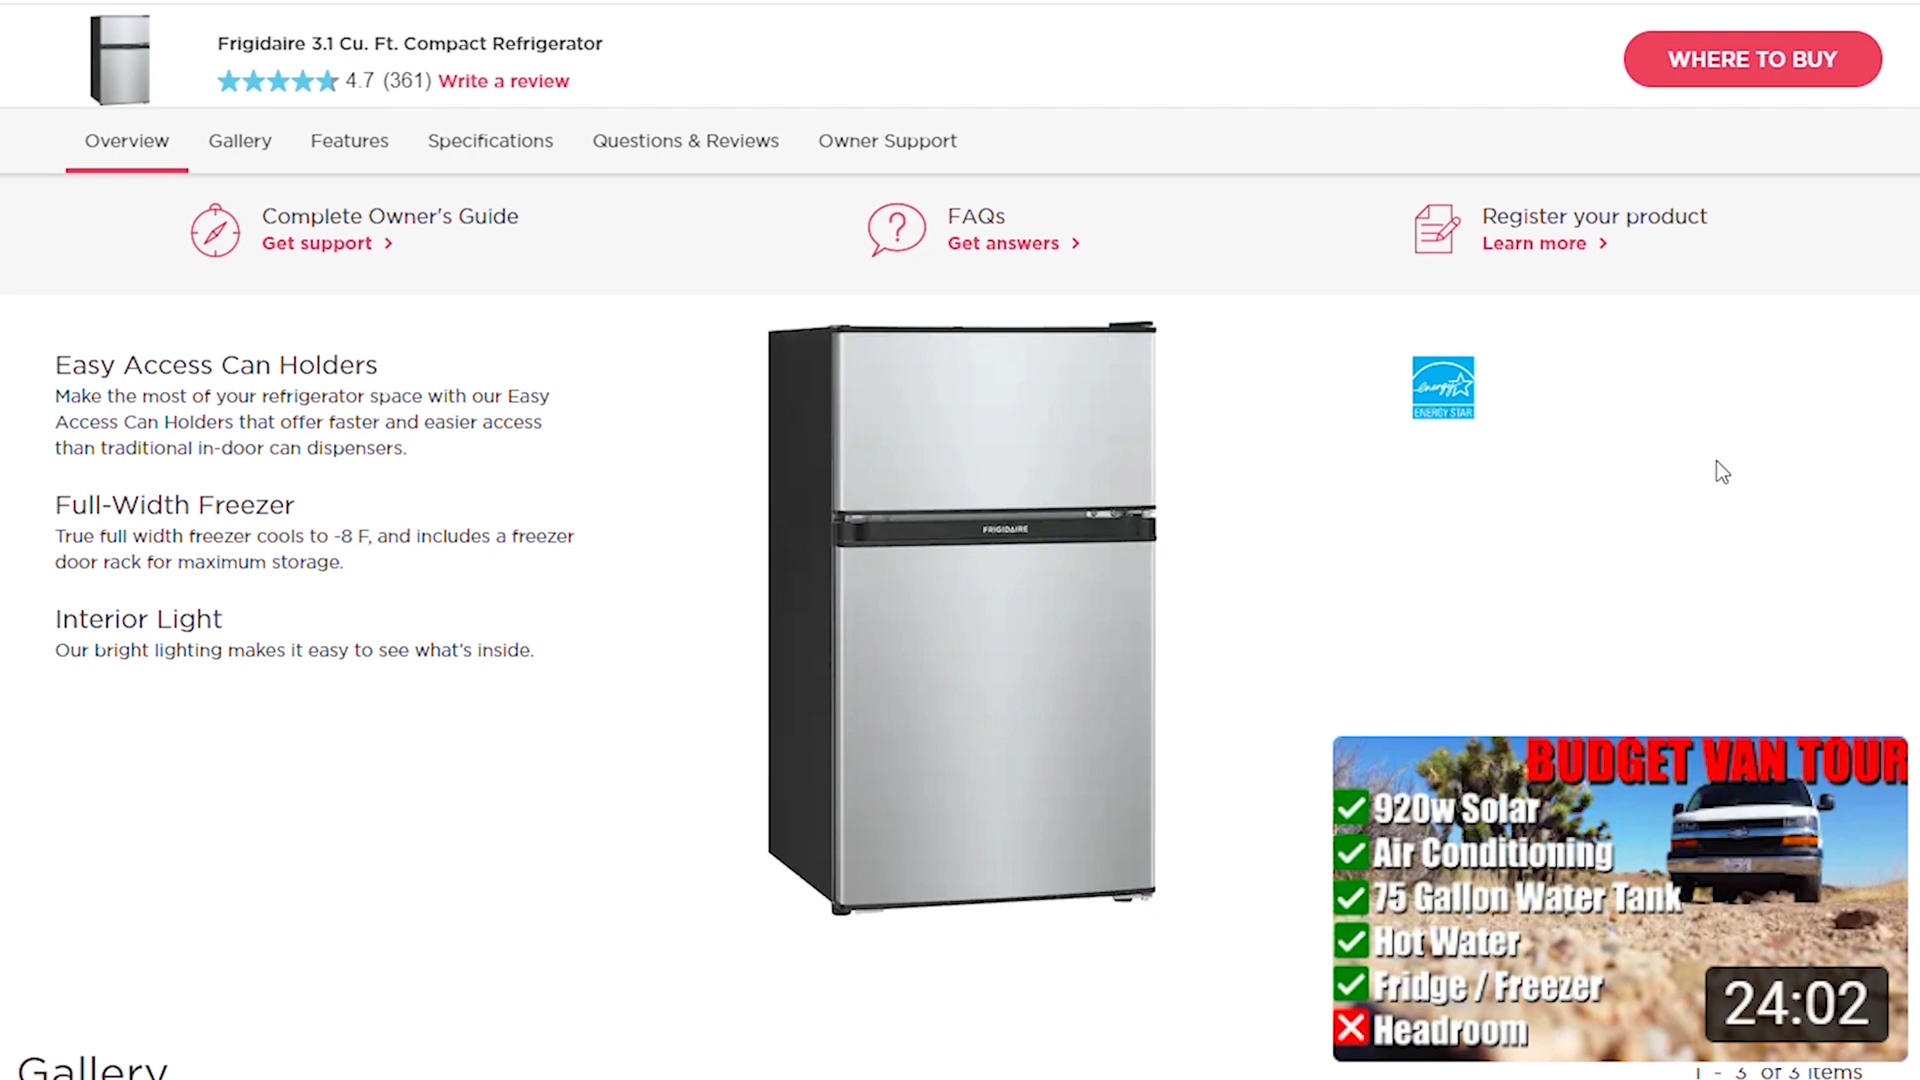 Frigidaire 3.1 Cu. Ft. Compact Refrigerator
4.7 (361) Write a review
WHERE TO BUY
Overview Gallery Features Specifications Questions & Reviews Owner Support
Complete Owner's Guide
Get support
FAQs
Get answers
Register your product
Learn more
Easy Access Can Holders
Make the most of your refrigerator space with our Easy
Access Can Holders that offer faster and easier access
than traditional in-door can dispensers.
Full-Width Freezer
True full width freezer cools to -8 F, and includes a freezer
door rack for maximum storage.
Interior Light
Our bright lighting makes it easy to see what's inside.
FRIGIDAIRE
energy
ENERGY STAR
BUDGET VAN TOUR
920w Solar
Air Conditioning
75 Gallon Water Tank
Hot Water
Fridge / Freezer
Headroom
24:02
Gallery
1 - 3 of 3 items